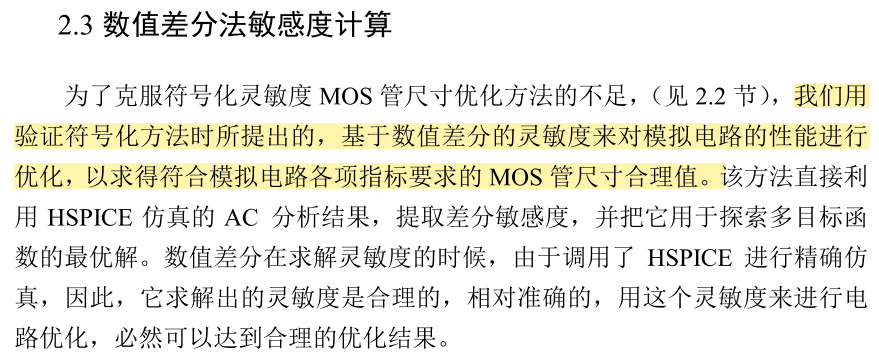 2.3 数值差分法敏感度计算
为了克服符号化灵敏度 MOS 管尺寸优化方法的不足，（见 2.2 节），我们用
验证符号化方法时所提出的，基于数值差分的灵敏度来对模拟电路的性能进行
优化，以求得符合模拟电路各项指标要求的 MOS 管尺寸合理值。该方法直接利
用 HSPICE 仿真的 AC 分析结果，提取差分敏感度，并把它用于探索多目标函
数的最优解。数值差分在求解灵敏度的时候，由于调用了 HSPICE 进行精确仿
真，因此，它求解出的灵敏度是合理的，相对准确的，用这个灵敏度来进行电
路优化，必然可以达到合理的优化结果。